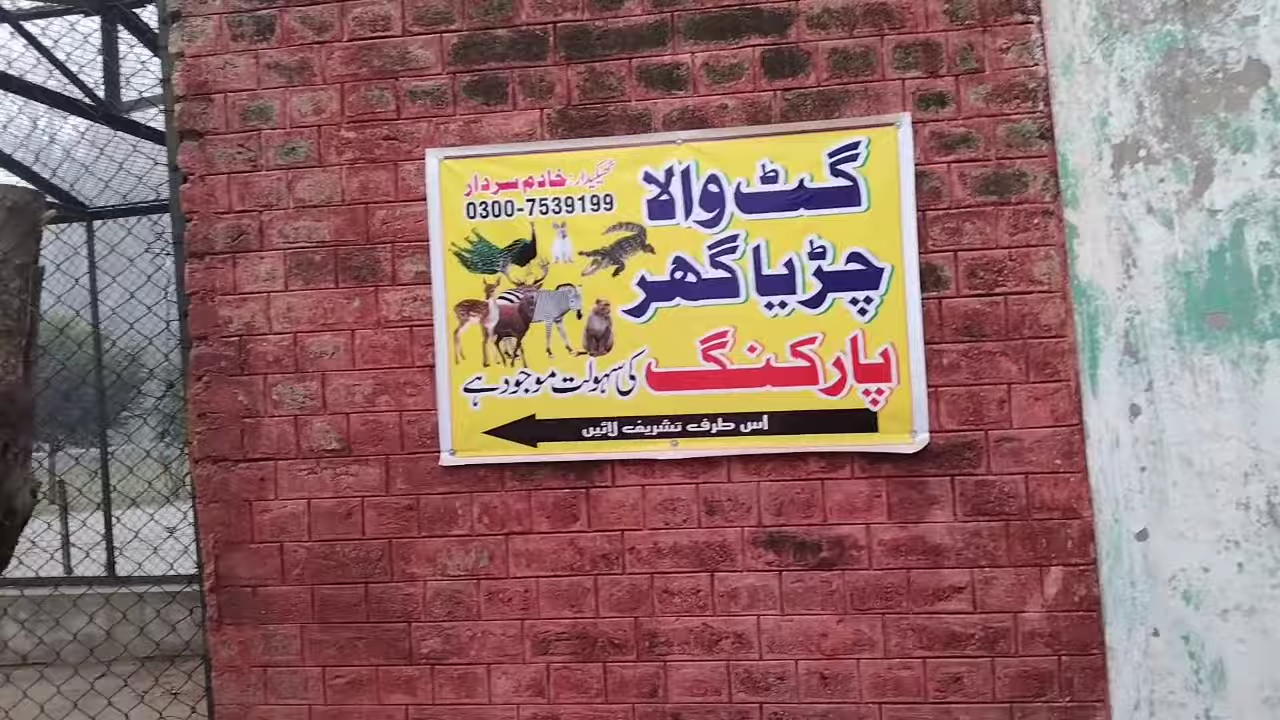 گٹ والا
چڑیا گھر
پارکنگ کی سہولت موجود ہے
اس طرف تشریف لائیں
ٹھیکیدار: خادم سردار
0300-7539199